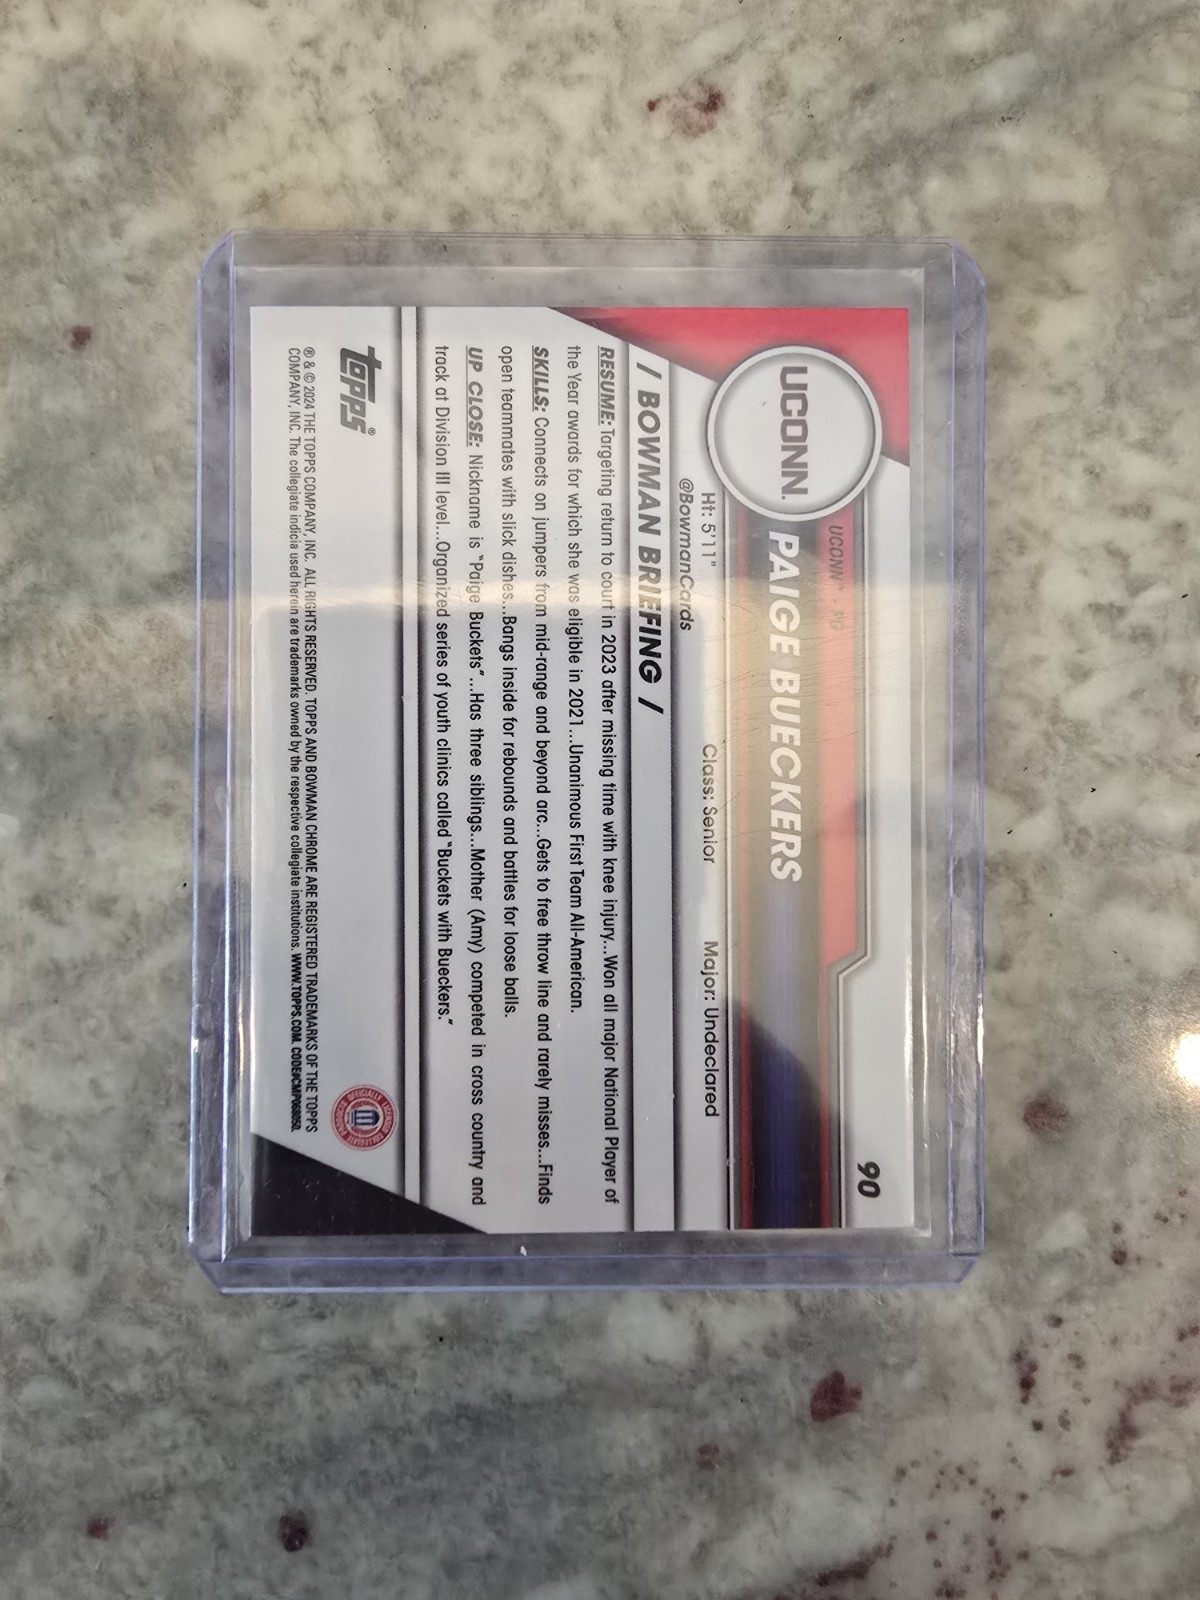 90
UCONN™ •
UCONN®
PAIGE BUECKERS
Ht: 5'11" Class: Senior Major: Undeclared
@BowmanCards
/ BOWMAN BRIEFING /
RESUME: Targeting return to court in 2023 after missing time with knee injury...Won all major National Player of
the Year awards for which she was eligible in 2021...Unanimous First Team All-American.
SKILLS: Connects on jumpers from mid-range and beyond arc...Gets to free throw line and rarely misses...Finds
open teammates with slick dishes...Bangs inside for rebounds and battles for loose balls.
UP CLOSE: Nickname is "Paige Buckets"...Has three siblings...Mother (Amy) competed in cross country and
track at Division III level...Organized series of youth clinics called "Buckets with Bueckers."
topps®
OFFICIALLY LICENSED COLLEGIATE PRODUCTS
® & © 2024 THE TOPPS COMPANY, INC. ALL RIGHTS RESERVED. TOPPS AND BOWMAN CHROME ARE REGISTERED TRADEMARKS OF THE TOPPS
COMPANY, INC. The collegiate indicia used herein are trademarks owned by the respective collegiate institutions. WWW.TOPPS.COM. CODE#CMP068050.